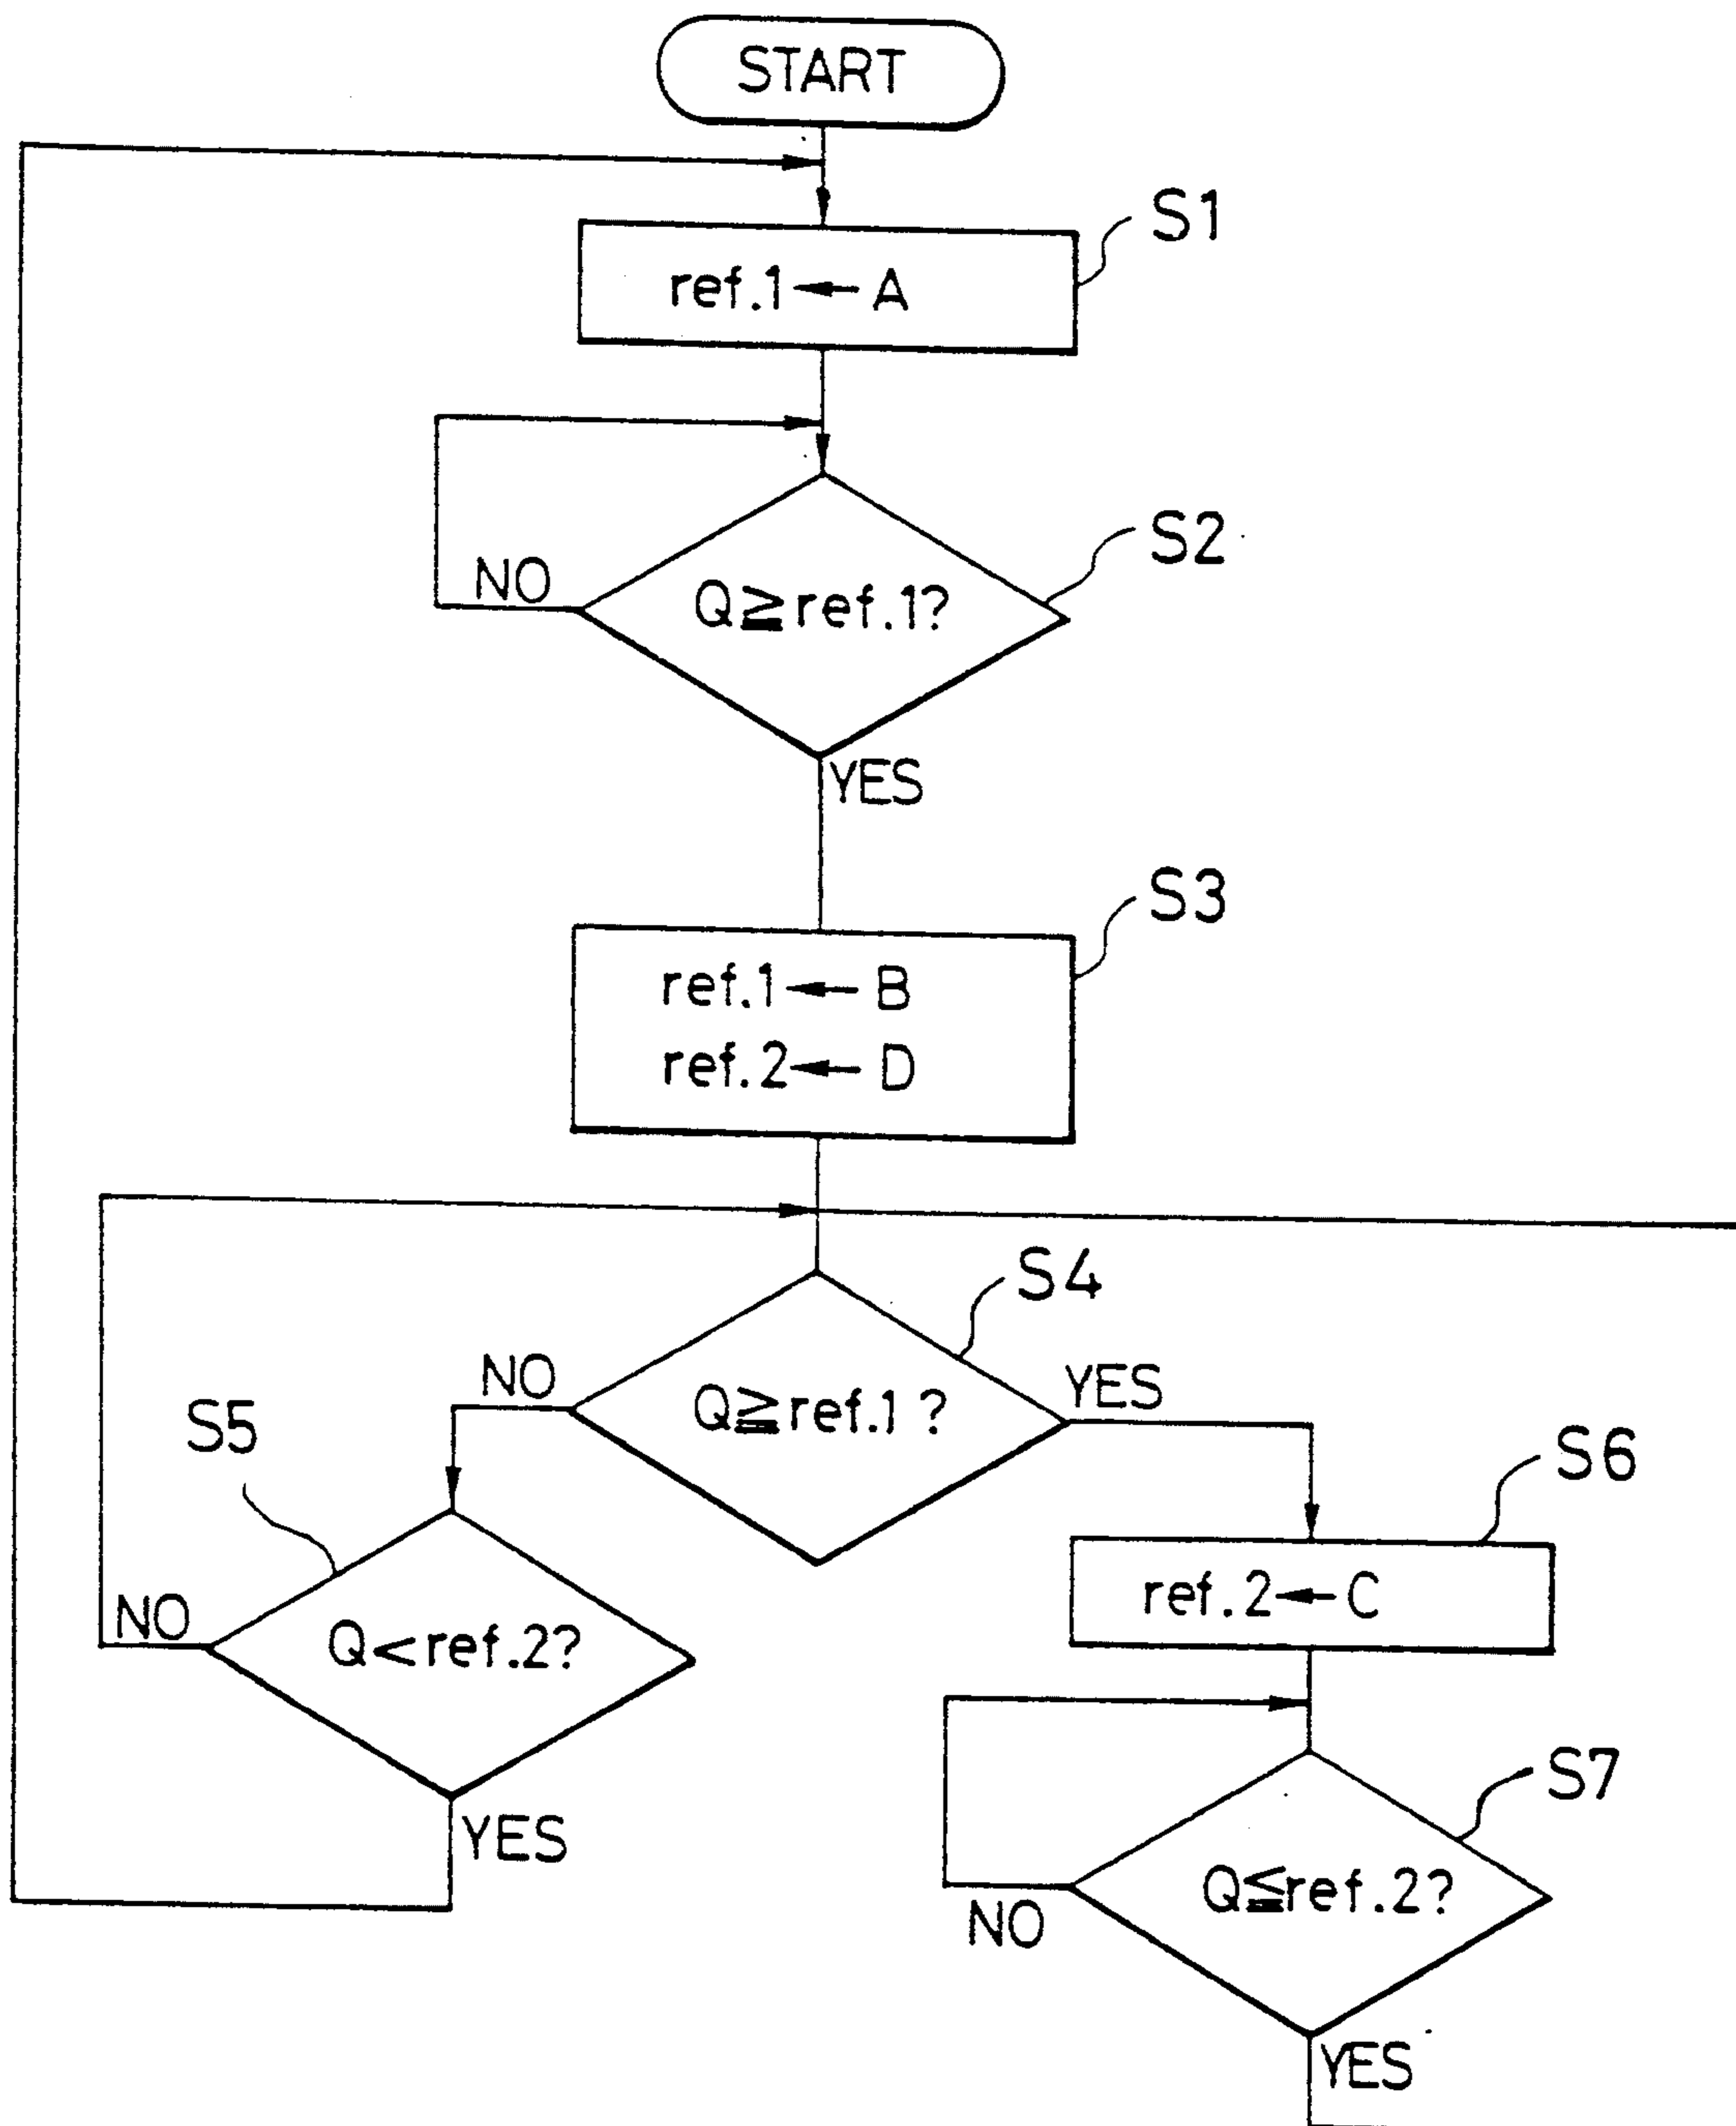 START
S1
ref.1 ← A
S2
NO
Q ≧ ref.1?
YES
S3
ref.1 ← B
ref.2 ← D
S4
NO
Q ≧ ref.1 ?
YES
S5
S6
ref.2 ← C
NO
Q < ref.2?
S7
YES
Q ≦ ref.2?
NO
YES